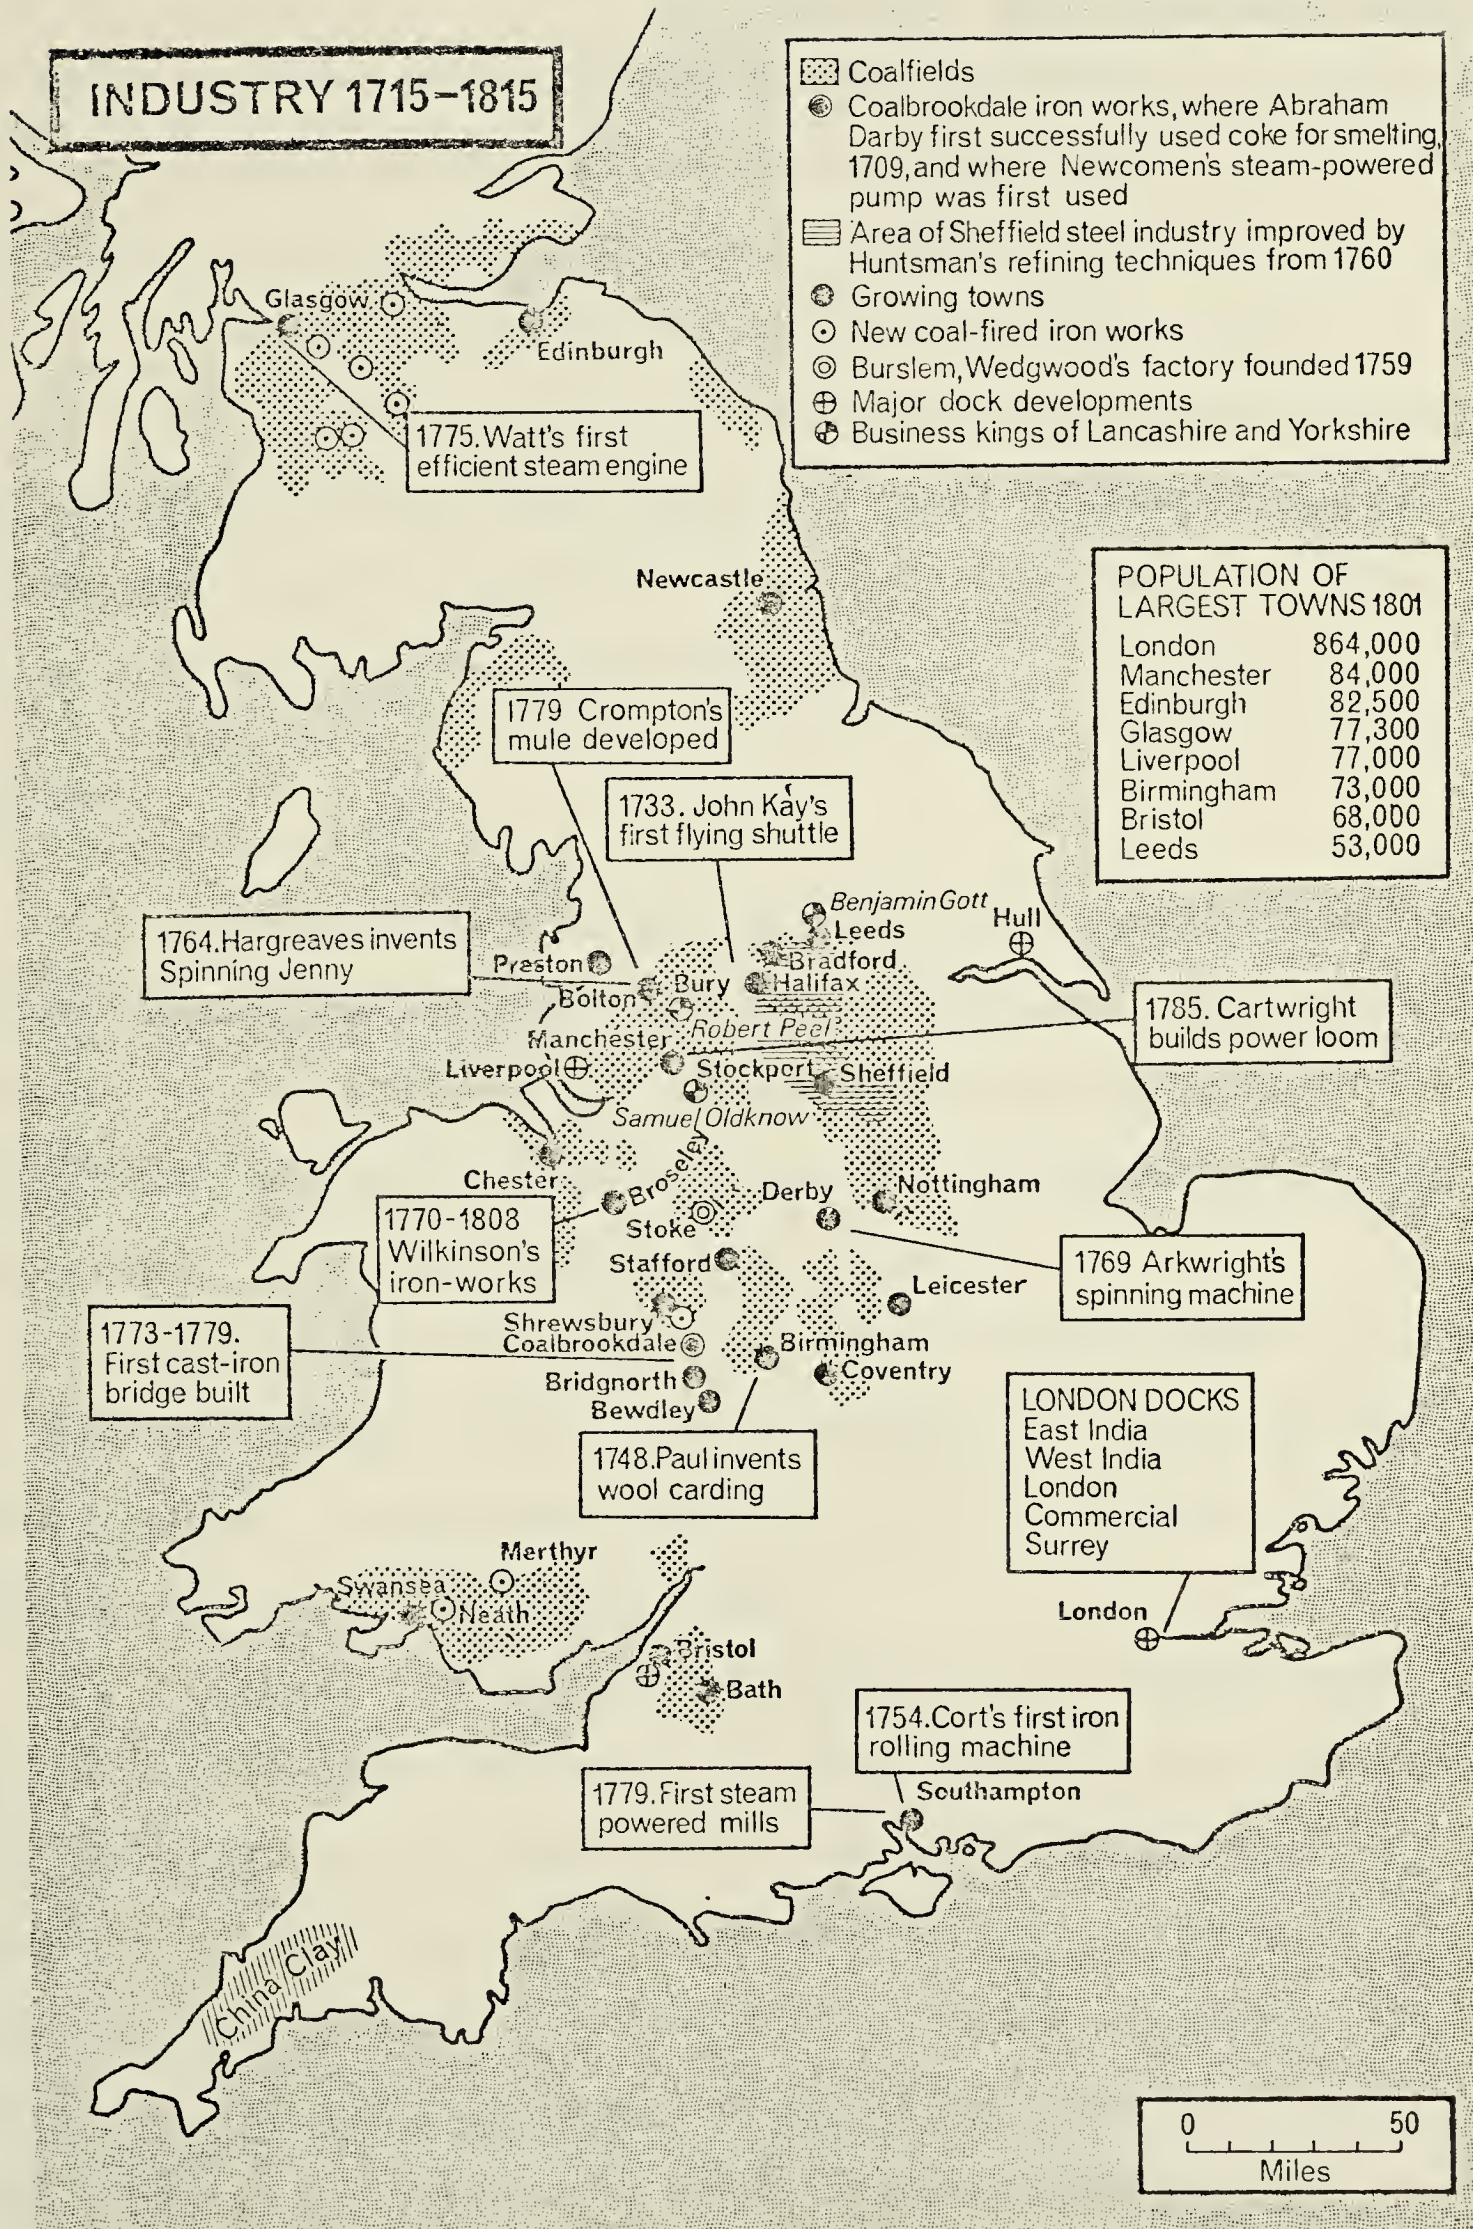 INDUSTRY 1715–1815
Coalfields
Coalbrookdale iron works, where Abraham
Darby first successfully used coke for smelting,
1709, and where Newcomen's steam-powered
pump was first used
Area of Sheffield steel industry improved by
Huntsman's refining techniques from 1760
Growing towns
New coal-fired iron works
Burslem, Wedgwood's factory founded 1759
Major dock developments
Business kings of Lancashire and Yorkshire
Glasgow
Edinburgh
1775. Watt's first
efficient steam engine
POPULATION OF
LARGEST TOWNS 1801
London 864,000
Manchester 84,000
Edinburgh 82,500
Glasgow 77,300
Liverpool 77,000
Birmingham 73,000
Bristol 68,000
Leeds 53,000
Newcastle
1779 Crompton's
mule developed
1733. John Kay's
first flying shuttle
1764. Hargreaves invents
Spinning Jenny
Benjamin Gott
Leeds
Hull
Preston
Bradford
Bolton
Bury
Halifax
Robert Peel
1785. Cartwright
builds power loom
Manchester
Liverpool
Stockport
Sheffield
Samuel Oldknow
Chester
Broseley
Derby
Nottingham
Stoke
1770-1808
Wilkinson's
iron-works
Stafford
1769 Arkwright's
spinning machine
Leicester
1773-1779.
First cast-iron
bridge built
Shrewsbury
Coalbrookdale
Birmingham
Bridgnorth
Coventry
Bewdley
1748. Paul invents
wool carding
LONDON DOCKS
East India
West India
London
Commercial
Surrey
Merthyr
Swansea
Neath
London
Bristol
Bath
1754. Cort's first iron
rolling machine
1779. First steam
powered mills
Southampton
China Clay
0 50
Miles